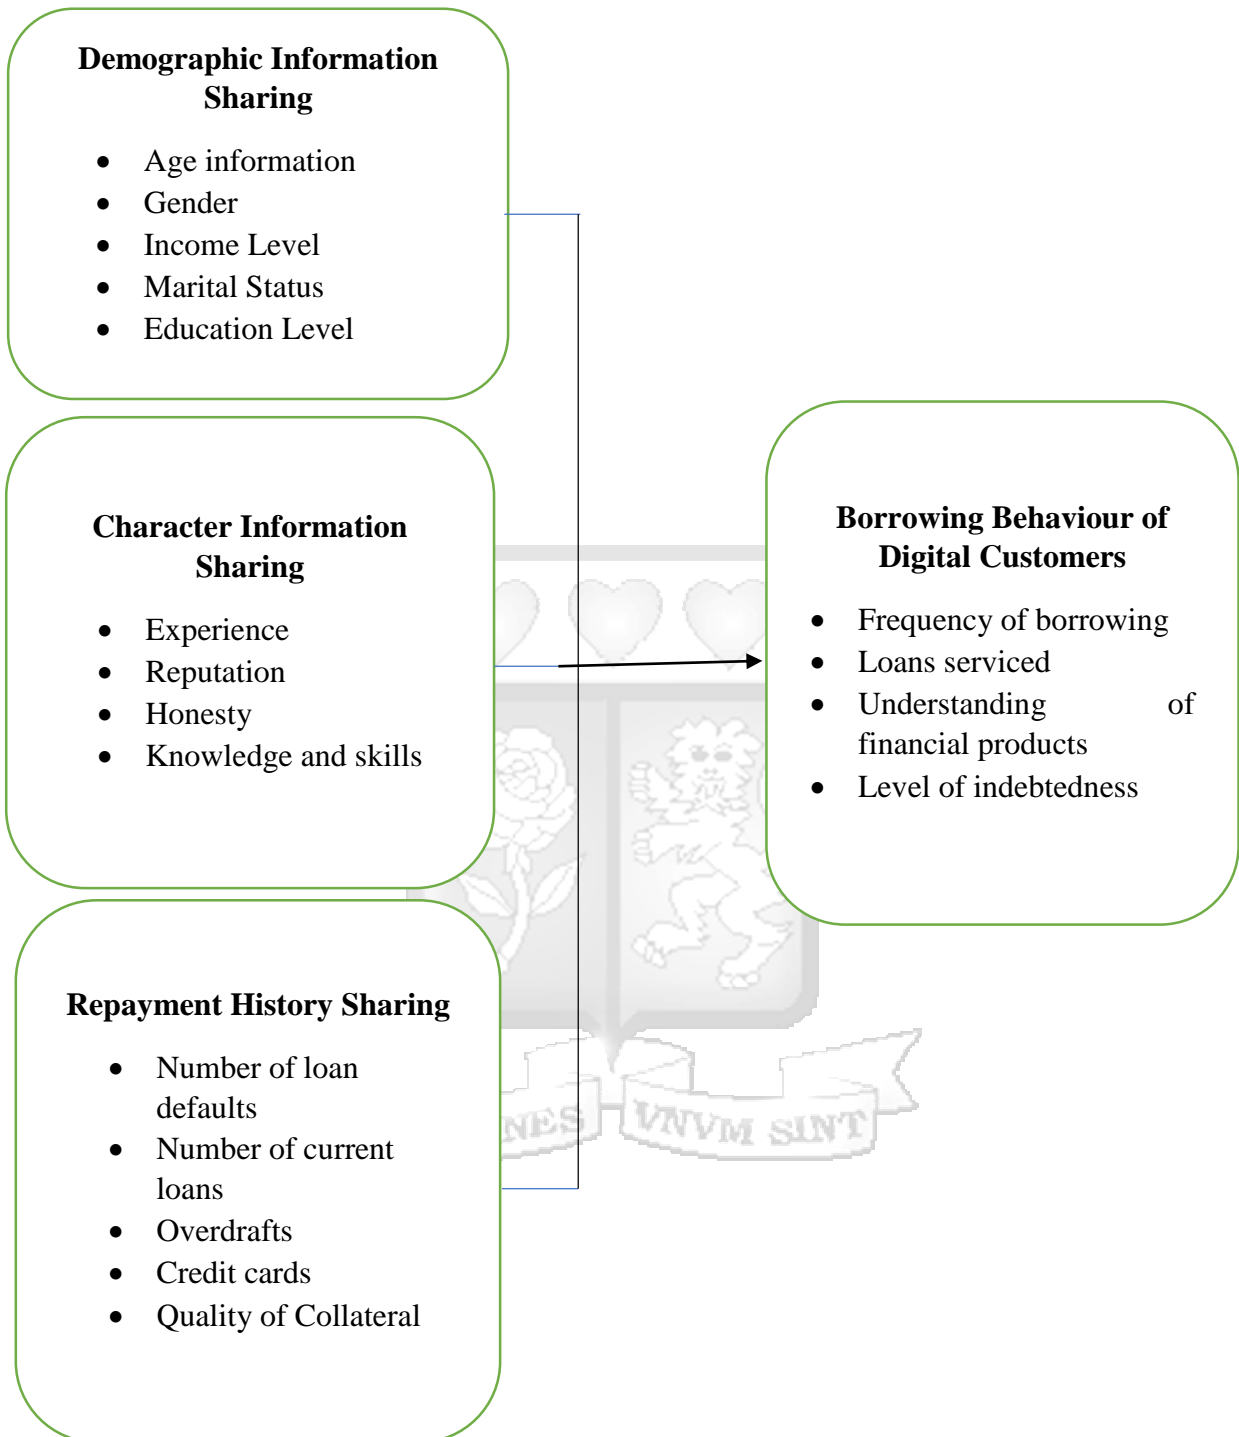 Demographic Information
Sharing
• Age information
• Gender
• Income Level
• Marital Status
• Education Level
Character Information
Sharing
• Experience
• Reputation
• Honesty
• Knowledge and skills
Repayment History Sharing
• Number of loan
defaults
• Number of current
loans
• Overdrafts
• Credit cards
• Quality of Collateral
Borrowing Behaviour of
Digital Customers
• Frequency of borrowing
• Loans serviced
• Understanding of
financial products
• Level of indebtedness
VNVM SINT